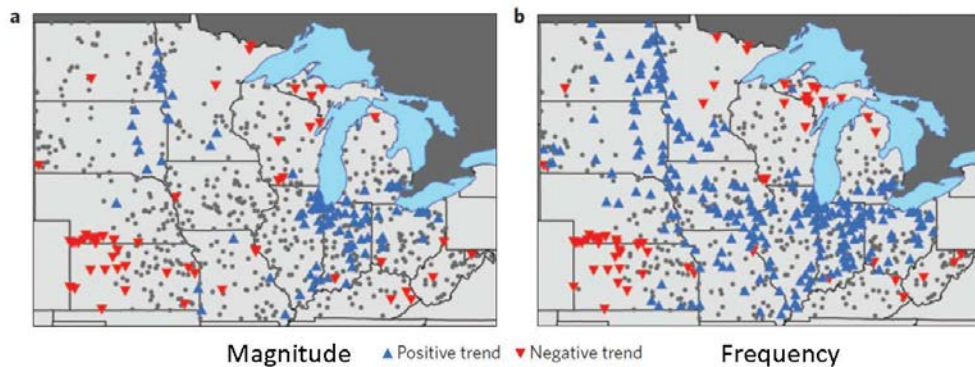 a
b
Magnitude ▲ Positive trend ▼ Negative trend Frequency